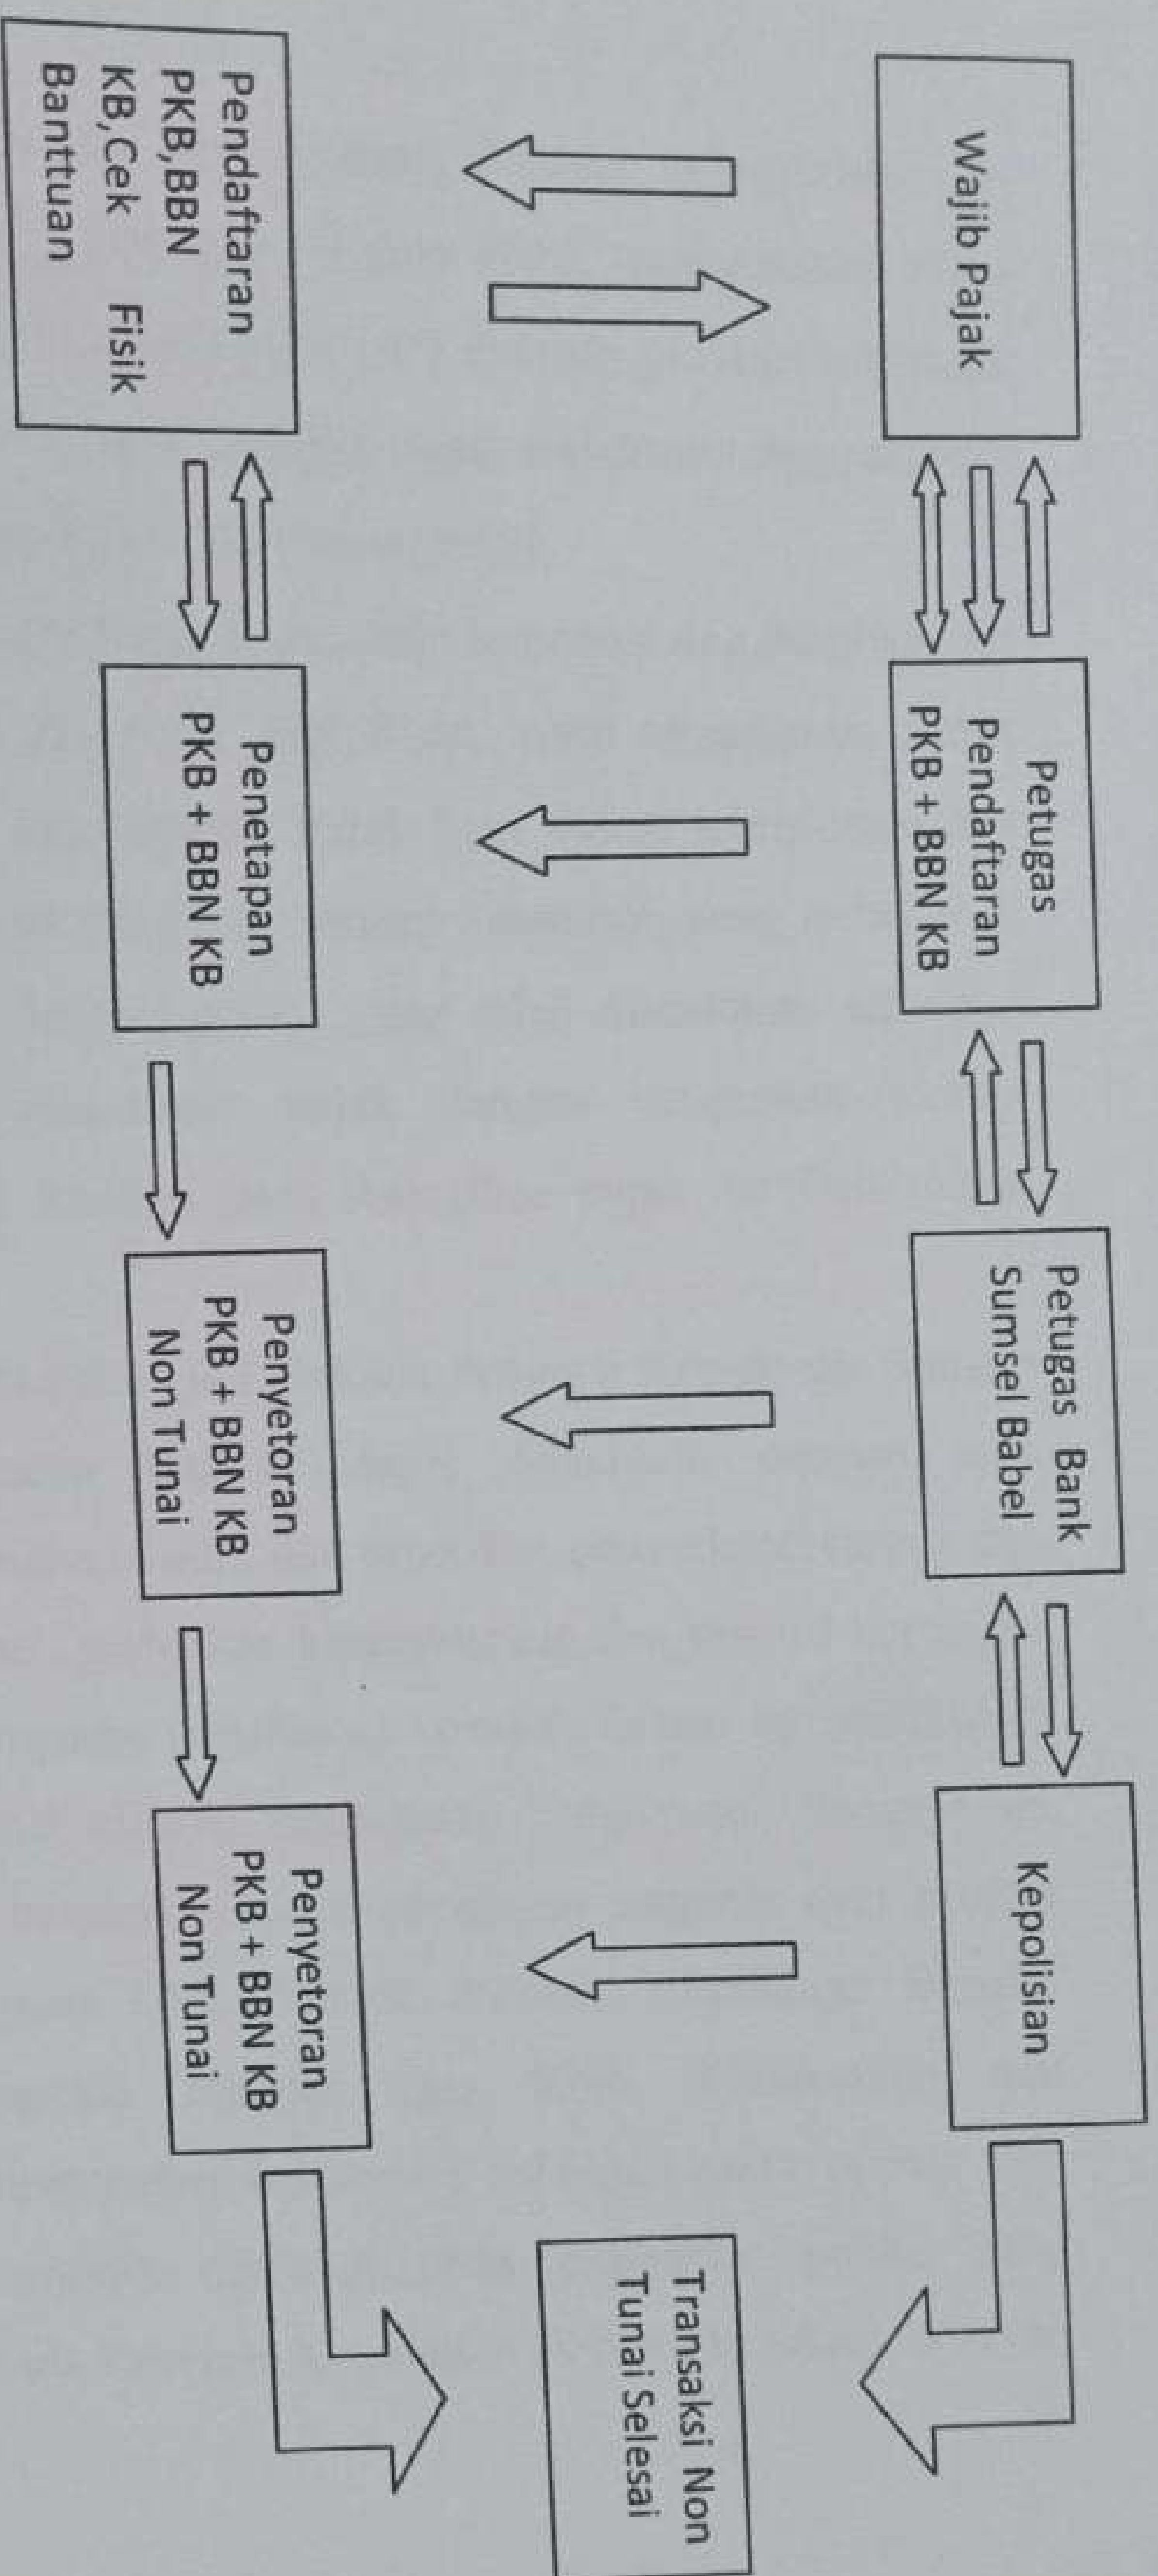 Wajib Pajak
Petugas
Pendaftaran
PKB + BBN KB
Petugas Bank
Sumsel Babel
Kepolisian
Transaksi Non
Tunai Selesai
Pendaftaran
PKB,BBN
KB,Cek Fisik
Banttuan
Penetapan
PKB + BBN KB
Penyetoran
PKB + BBN KB
Non Tunai
Penyetoran
PKB + BBN KB
Non Tunai